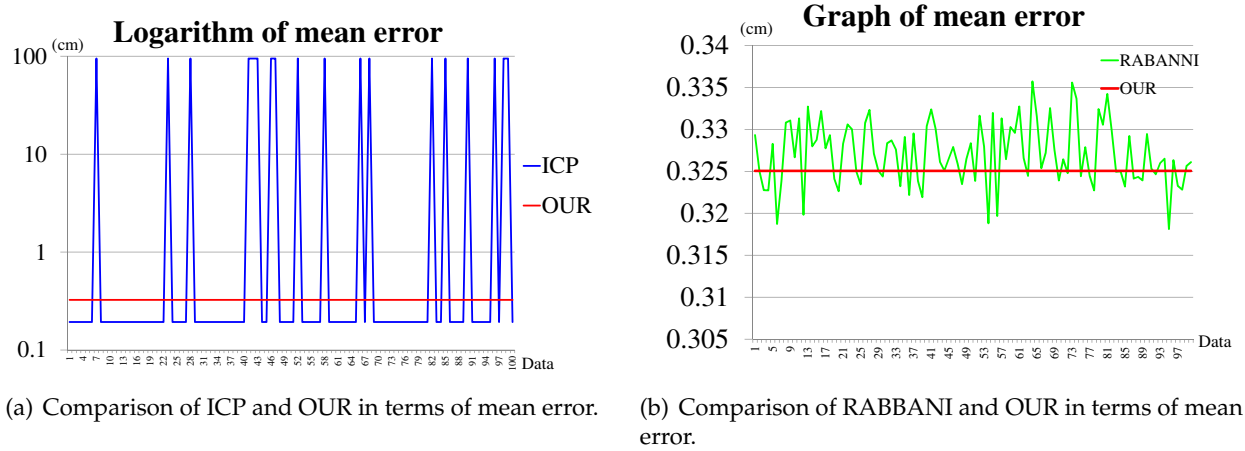 Logarithm of mean error
(cm)
100
10
1
0.1
ICP
OUR
1 4 7 10 13 16 19 22 25 28 31 34 37 40 43 46 49 52 55 58 61 64 67 70 73 76 79 82 85 88 91 94 97 100
Data
(a) Comparison of ICP and OUR in terms of mean error.
Graph of mean error
(cm)
0.34
0.335
0.33
0.325
0.32
0.315
0.31
0.305
RABANNI
OUR
1 5 9 13 17 21 25 29 33 37 41 45 49 53 57 61 65 69 73 77 81 85 89 93 97
Data
(b) Comparison of RABBANI and OUR in terms of mean
error.